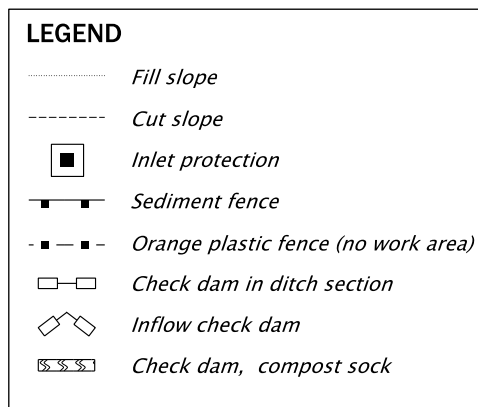 LEGEND
Fill slope
Cut slope
Inlet protection
Sediment fence
Orange plastic fence (no work area)
Check dam in ditch section
Inflow check dam
Check dam, compost sock